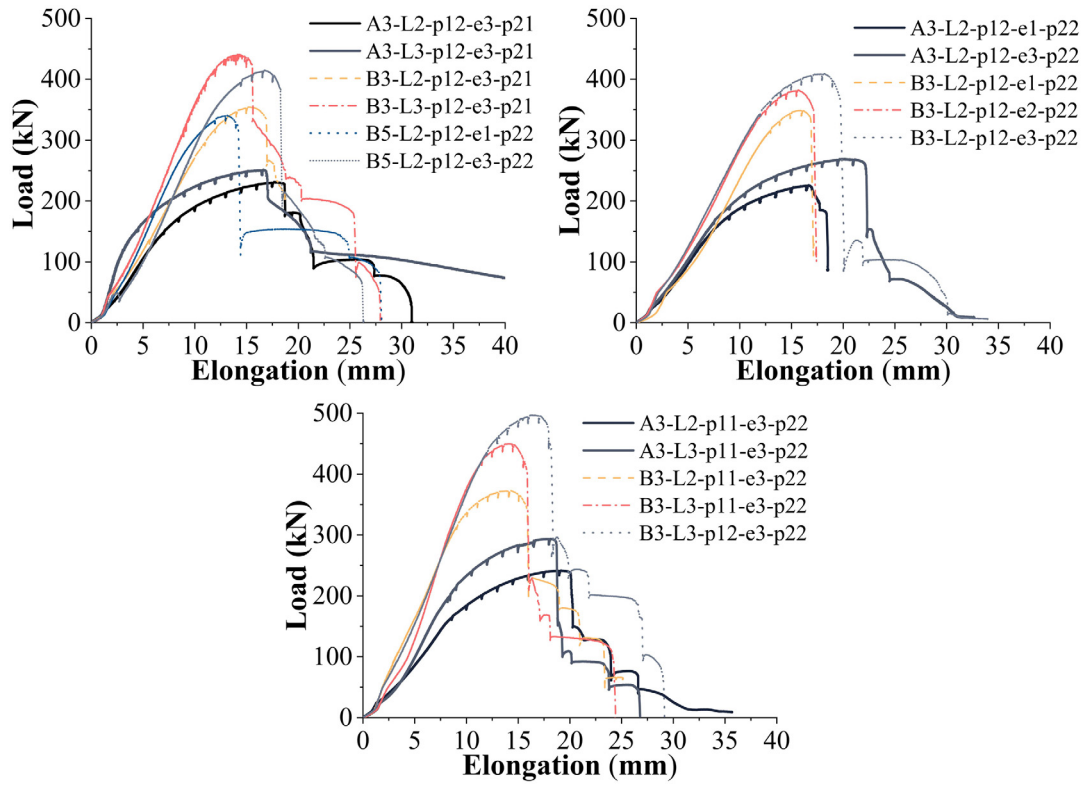 500
400
300
200
100
0
Load (kN)
0 5 10 15 20 25 30 35 40
Elongation (mm)
A3-L2-p12-e3-p21
A3-L3-p12-e3-p21
B3-L2-p12-e3-p21
B3-L3-p12-e3-p21
B5-L2-p12-e1-p22
B5-L2-p12-e3-p22
500
400
300
200
100
0
Load (kN)
0 5 10 15 20 25 30 35 40
Elongation (mm)
A3-L2-p12-e1-p22
A3-L2-p12-e3-p22
B3-L2-p12-e1-p22
B3-L2-p12-e2-p22
B3-L2-p12-e3-p22
500
400
300
200
100
0
Load (kN)
0 5 10 15 20 25 30 35 40
Elongation (mm)
A3-L2-p11-e3-p22
A3-L3-p11-e3-p22
B3-L2-p11-e3-p22
B3-L3-p11-e3-p22
B3-L3-p12-e3-p22